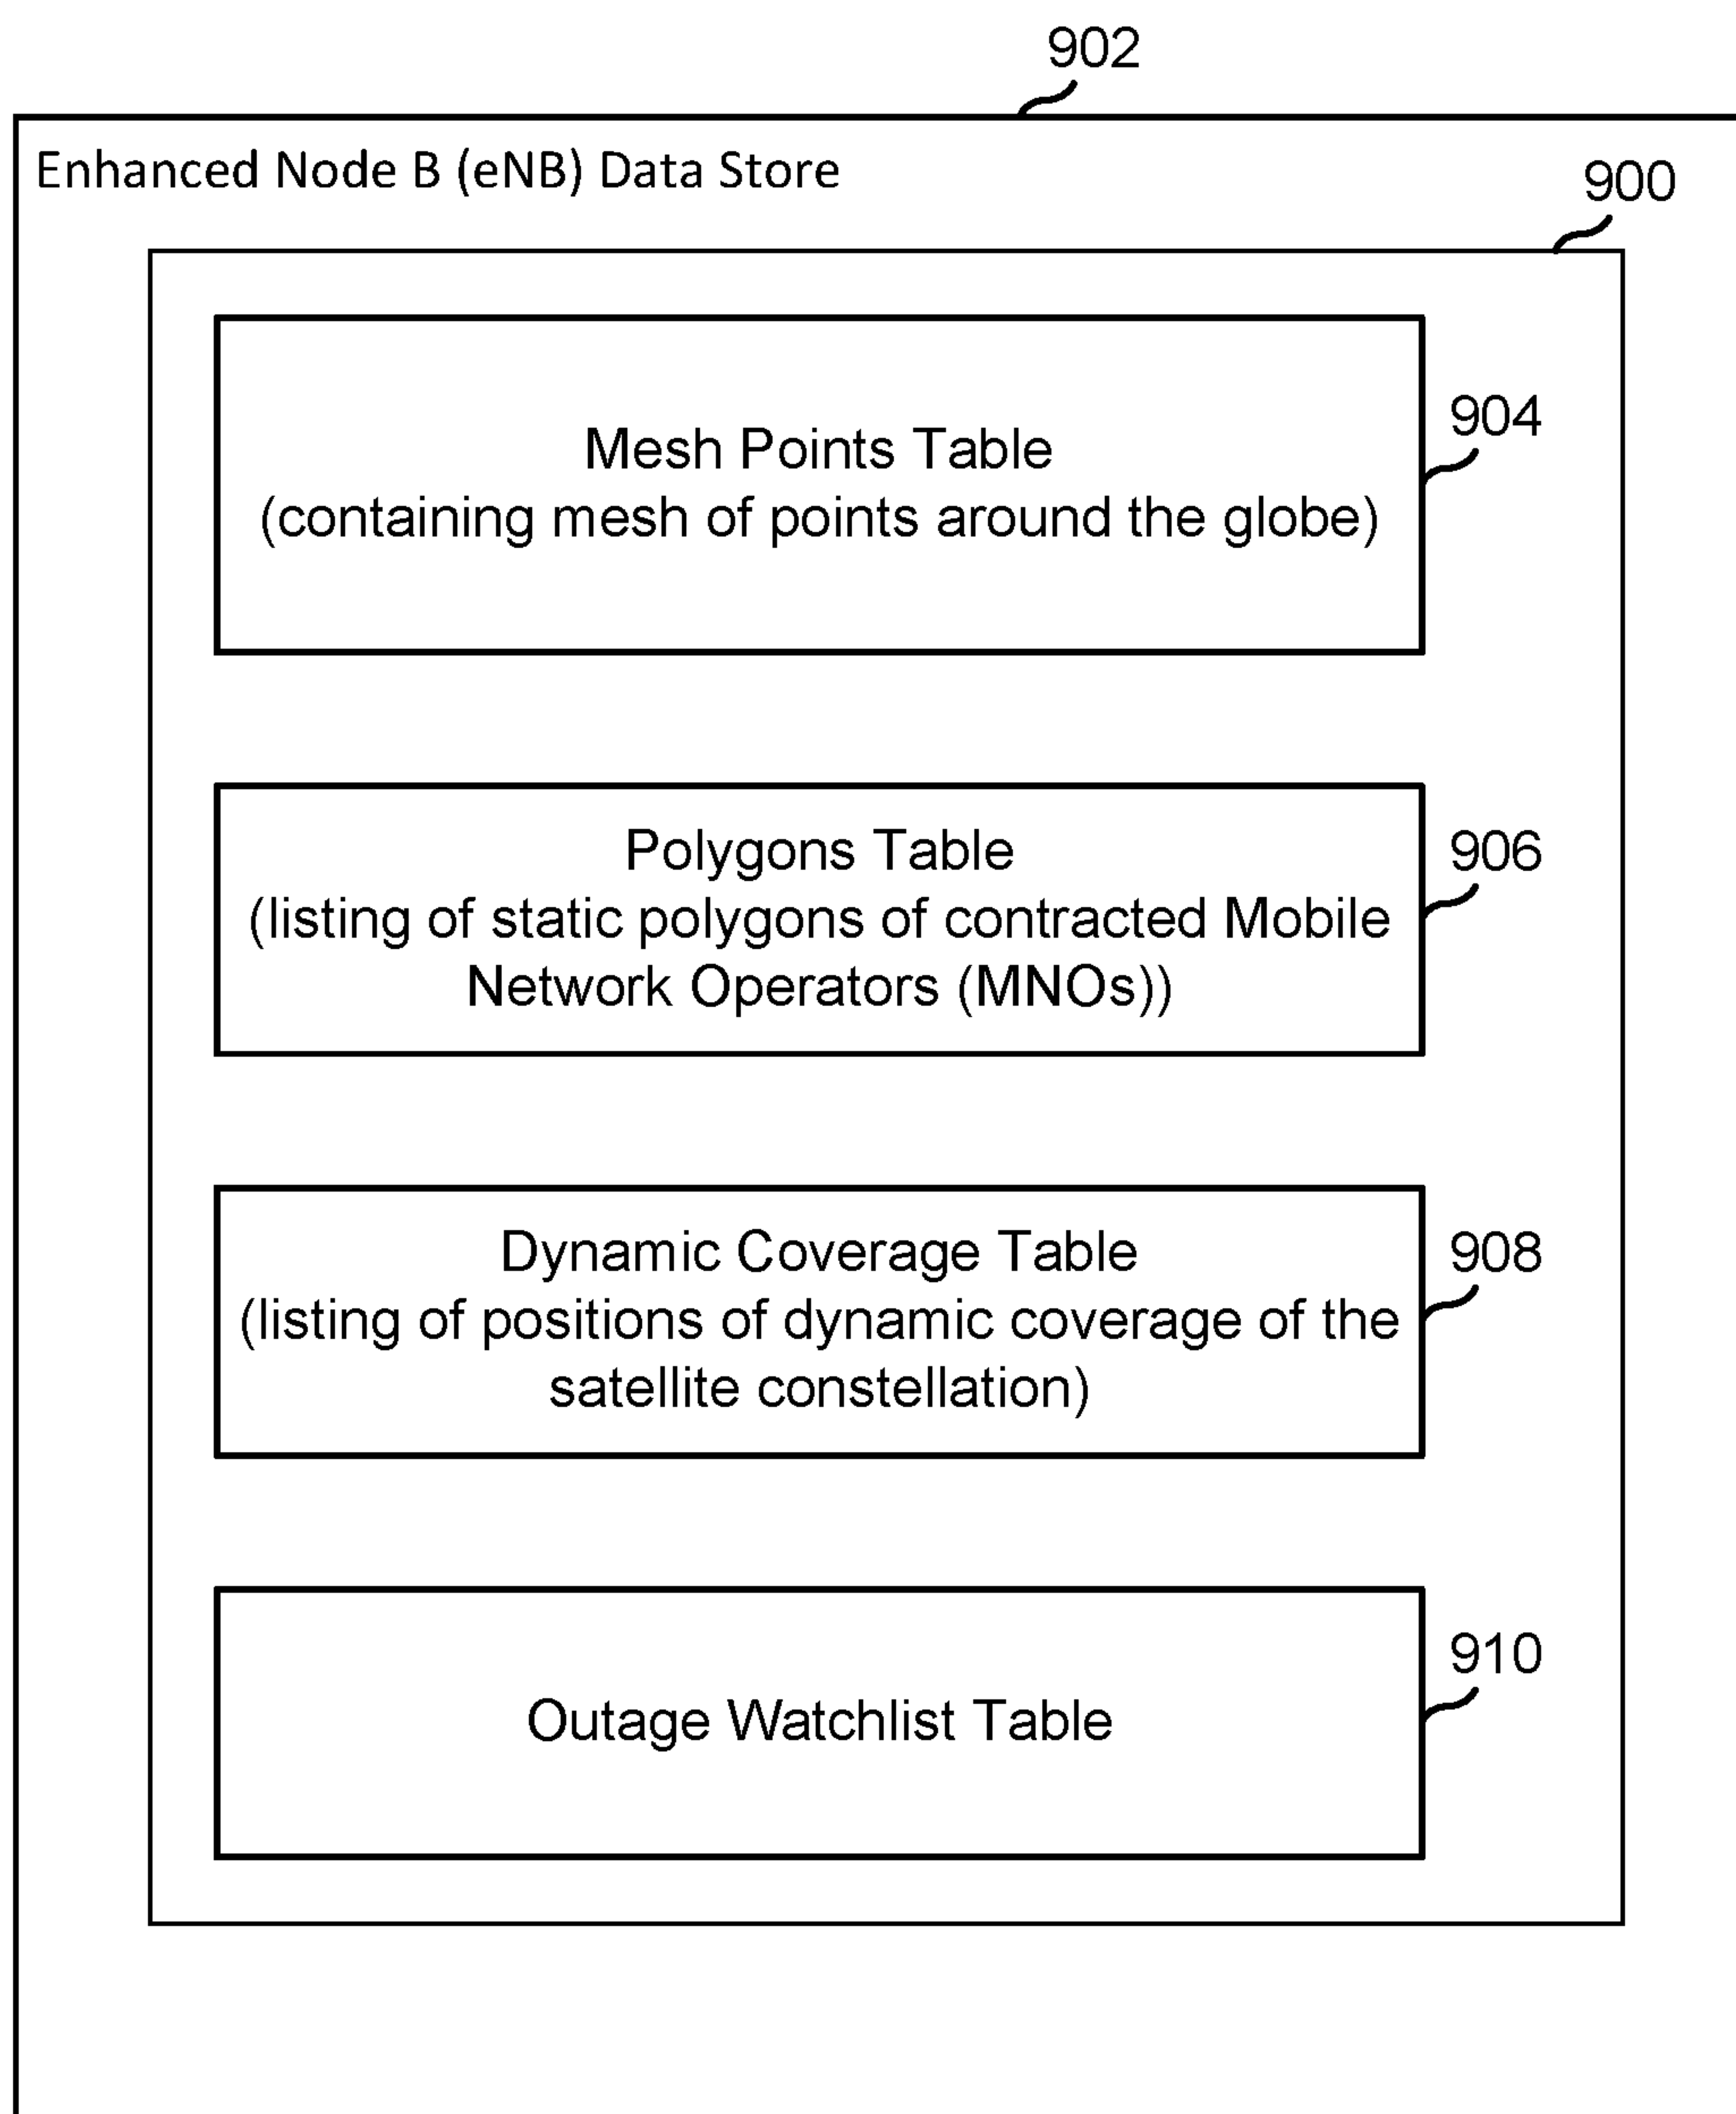 902
Enhanced Node B (eNB) Data Store
900
Mesh Points Table
(containing mesh of points around the globe)
904
Polygons Table
(listing of static polygons of contracted Mobile
Network Operators (MNOs))
906
Dynamic Coverage Table
(listing of positions of dynamic coverage of the
satellite constellation)
908
Outage Watchlist Table
910